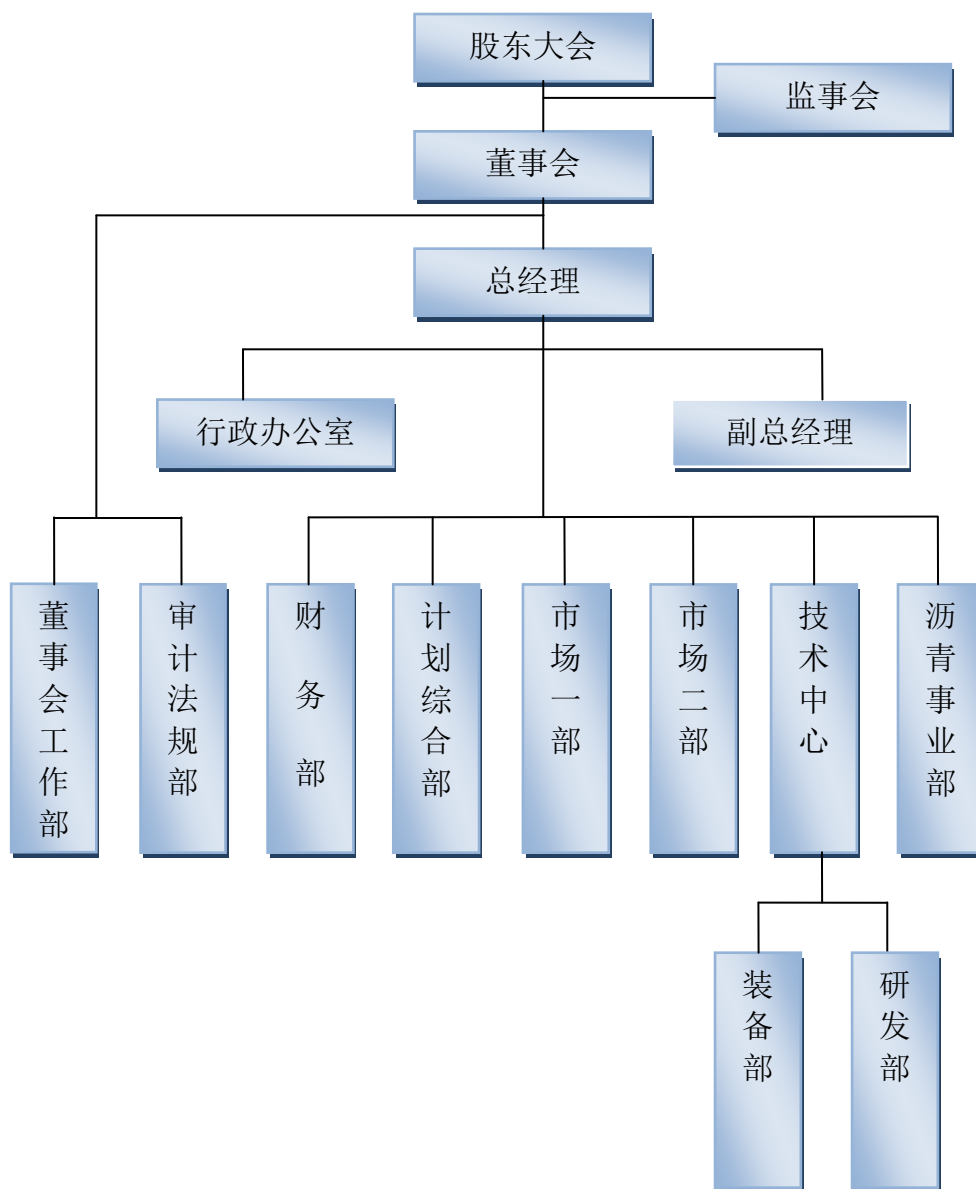 股东大会
监事会
董事会
总经理
行政办公室
副总经理
董事会工作部
审计法规部
财务部
计划综合部
市场一部
市场二部
技术中心
沥青事业部
装备部
研发部